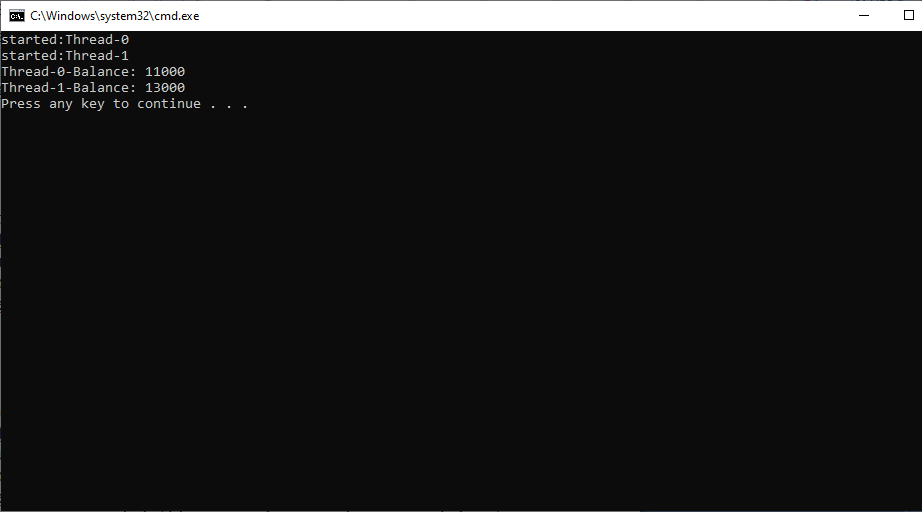 C:\Windows\system32\cmd.exe
started:Thread-0
started:Thread-1
Thread-0-Balance: 11000
Thread-1-Balance: 13000
Press any key to continue . . .